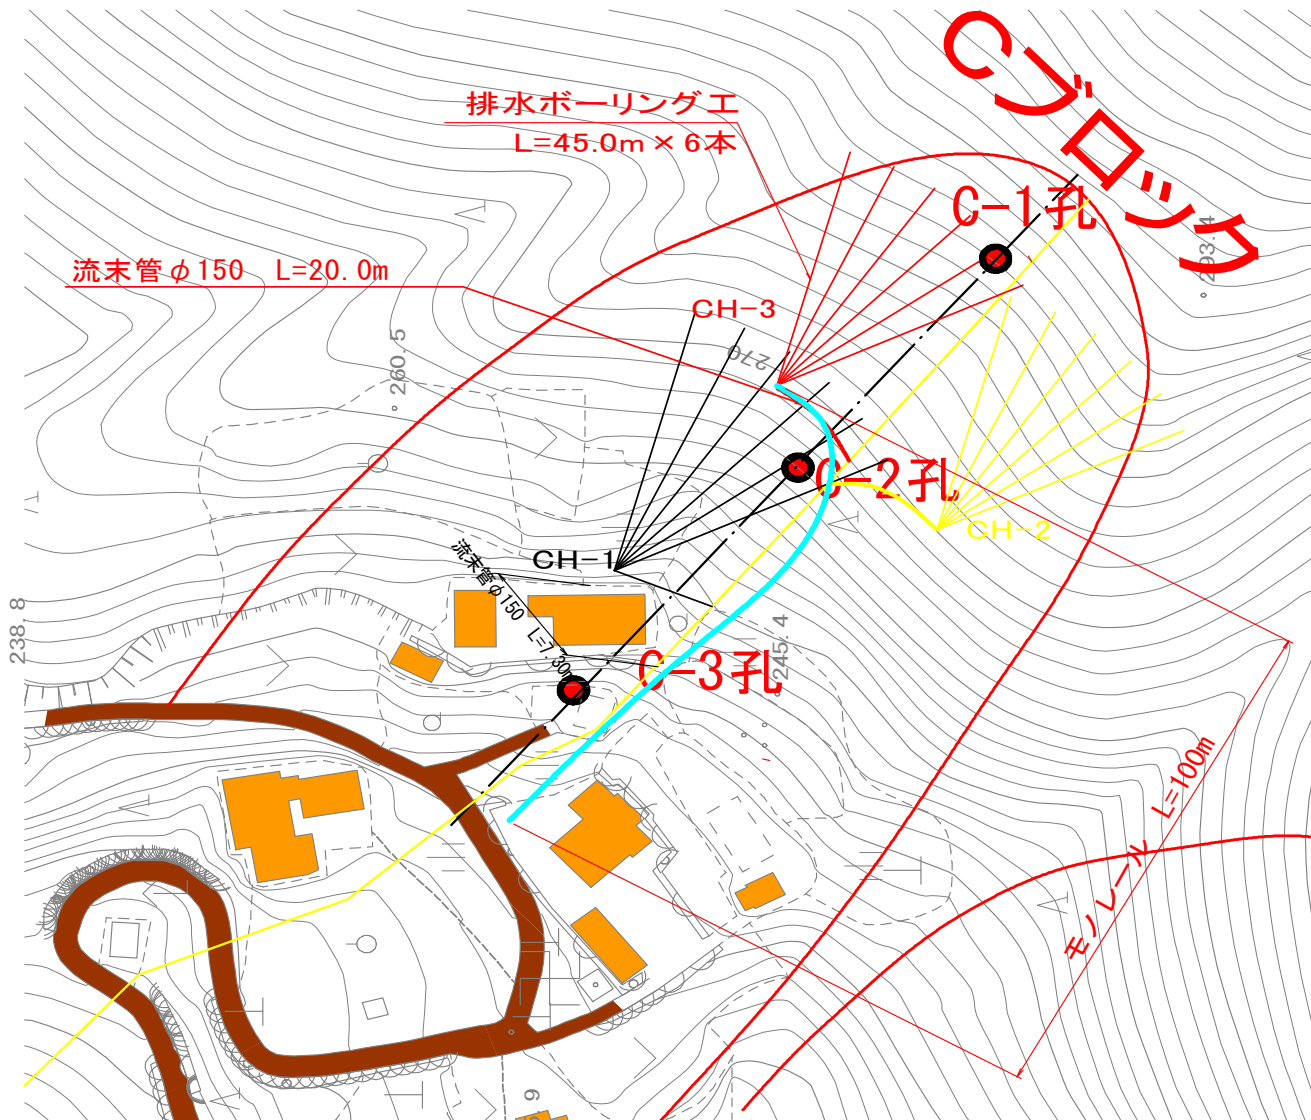 Cブロック
排水ボーリング工
L=45.0m×6本
C-1孔
293.4
流末管φ150 L=20.0m
CH-3
270
260.5
C-2孔
CH-2
CH-1
流末管φ150 L=7.30m
238.8
245.4
C-3孔
モノレール L=100m